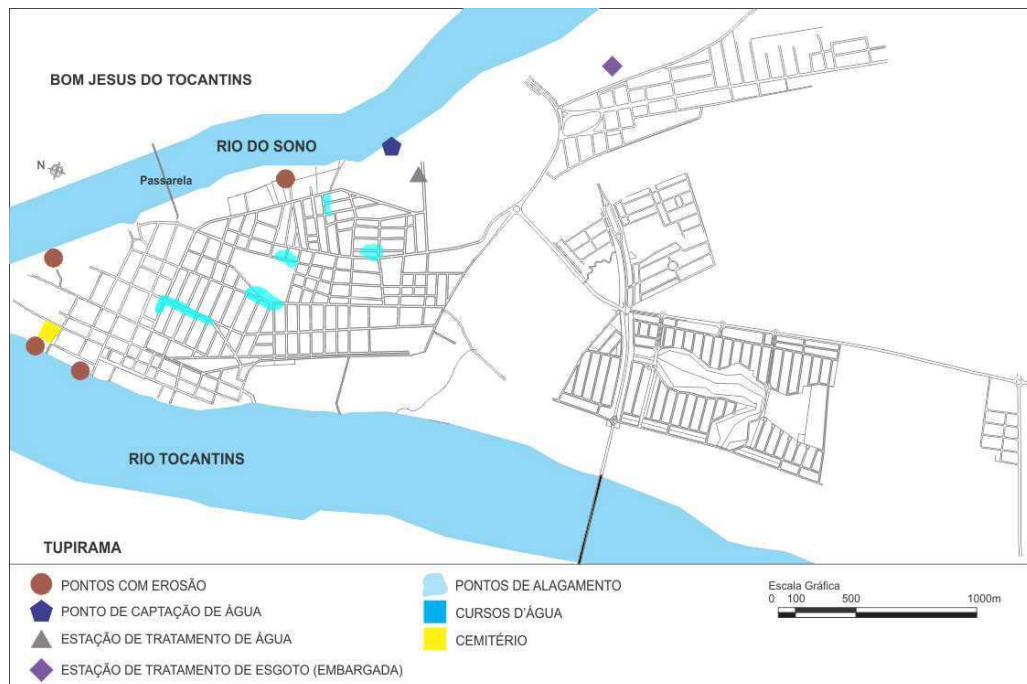 BOM JESUS DO TOCANTINS
RIO DO SONO
N
Passarela
RIO TOCANTINS
TUPIRAMA
PONTOS COM EROSÃO
PONTO DE CAPTAÇÃO DE ÁGUA
ESTAÇÃO DE TRATAMENTO DE ÁGUA
ESTAÇÃO DE TRATAMENTO DE ESGOTO (EMBARGADA)
PONTOS DE ALAGAMENTO
CURSOS D'ÁGUA
CEMITÉRIO
Escala Gráfica
0 100 500 1000m